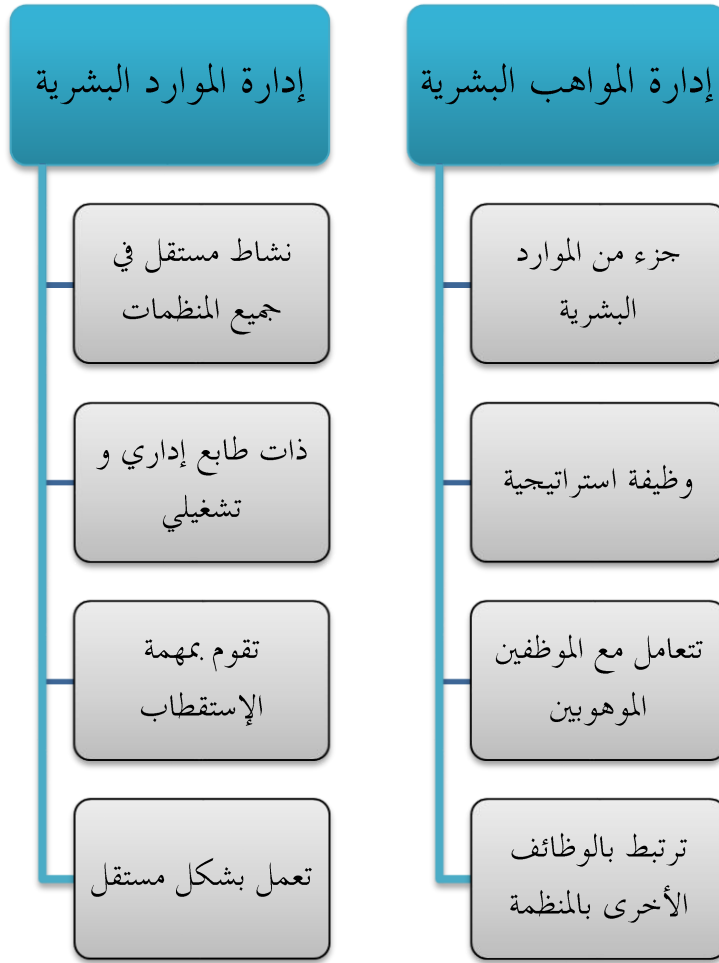 إدارة المواهب البشرية
جزء من الموارد
البشرية
وظيفة استراتيجية
تتعامل مع الموظفين
الموهوبين
ترتبط بالوظائف
الأخرى بالمنظمة
إدارة الموارد البشرية
نشاط مستقل في
جميع المنظمات
ذات طابع إداري و
تشغيلي
تقوم بمهمة
الإستقطاب
تعمل بشكل مستقل